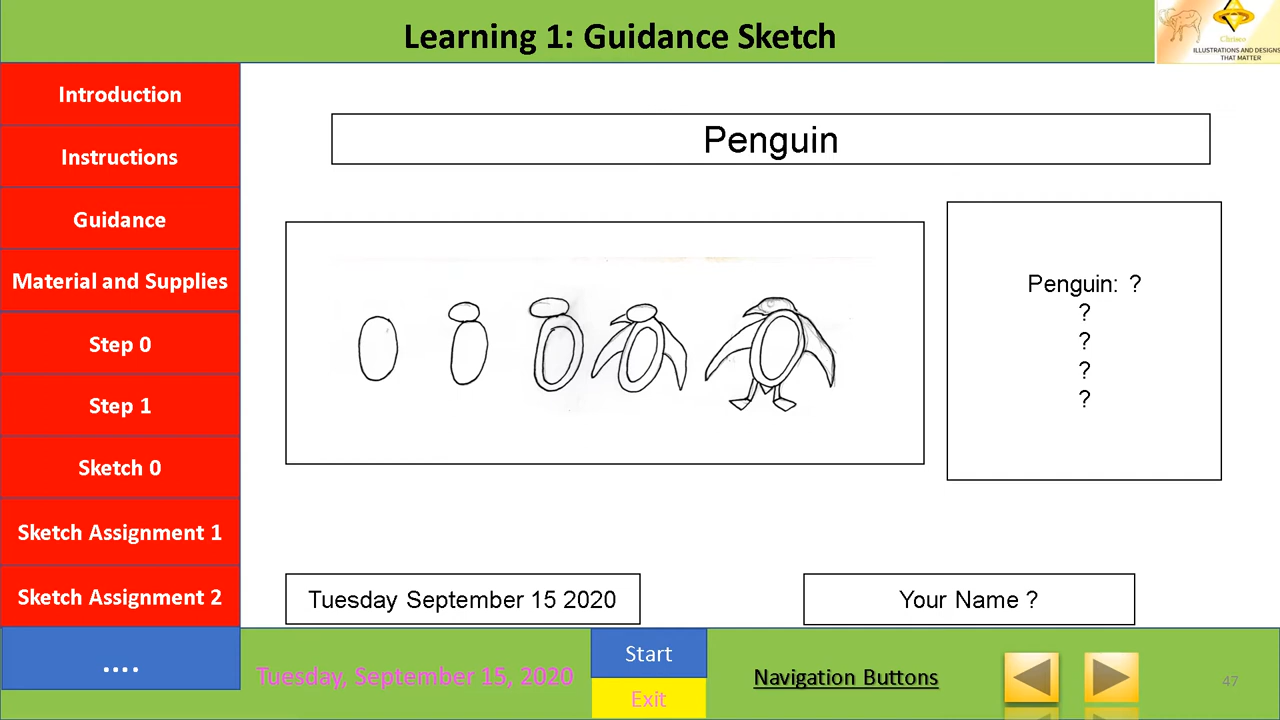 Learning 1: Guidance Sketch
Chrisco
ILLUSTRATIONS AND DESIGNS
THAT MATTER
Introduction
Instructions
Guidance
Material and Supplies
Step 0
Step 1
Sketch 0
Sketch Assignment 1
Sketch Assignment 2
....
Penguin
Penguin: ?
?
?
?
?
Tuesday September 15 2020
Your Name ?
Tuesday, September 15, 2020
Start
Exit
Navigation Buttons
47